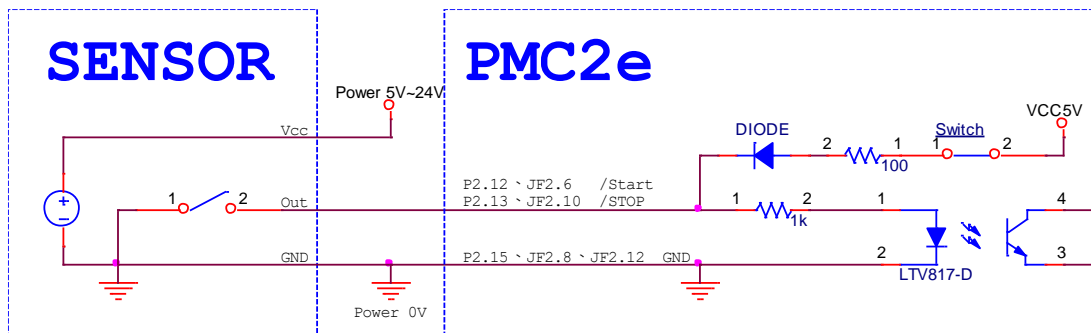 SENSOR
PMC2e
Power 5V~24V
Vcc
VCC5V
DIODE
Switch
2
1
1
2
100
P2.12、JF2.6 /Start
P2.13、JF2.10 /STOP
1
2
Out
1
2
1k
1
4
+
−
GND
P2.15、JF2.8、JF2.12 GND
2
3
LTV817-D
Power 0V